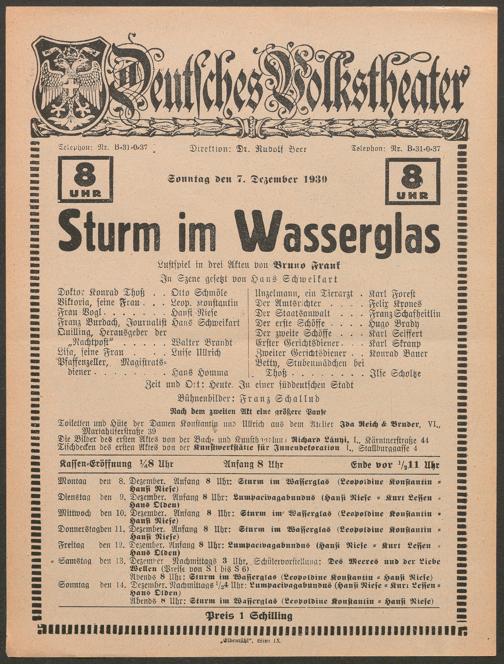 Deutsches Volkstheater
Telephon: Nr. B-31-0-37 Direktion: Dr. Rudolf Beer Telephon: Nr. B-31-0-37
8 UHR Sonntag den 7. Dezember 1930 8 UHR
Sturm im Wasserglas
Lustspiel in drei Akten von Bruno Frank
In Szene gesetzt von Hans Schweikart
Doktor Konrad Thoß . . Otto Schmöle
Viktoria, seine Frau . . . Leop. Konstantin
Frau Vogl . . . . . . . Hansi Niese
Franz Burdach, Journalist Hans Schweikart
Quilling, Herausgeber der
„Nachtpost“ . . . . . Walter Brandt
Lisa, seine Frau . . . . Luise Ullrich
Pfaffenzeller, Magistrats-
diener . . . . . . . . Hans Homma
Unzelmann, ein Tierarzt . Karl Forest
Der Amtsrichter . . . . Felix Krones
Der Staatsanwalt . . . Franz Schafheitlin
Der erste Schöffe . . . Hugo Brady
Der zweite Schöffe . . Karl Seiffert
Erster Gerichtsdiener . . Karl Skraup
Zweiter Gerichtsdiener . Konrad Bauer
Betty, Stubenmädchen bei
Thoß . . . . . . . . Ilse Scholtz
Zeit und Ort: Heute. In einer süddeutschen Stadt
Bühnenbilder: Franz Schallud
Nach dem zweiten Akt eine größere Pause
Toiletten und Hüte der Damen Konstantin und Ullrich aus dem Atelier Ida Reich & Bruder, VI.,
Mariahilferstraße 39
Die Bilder des ersten Aktes von der Buch- und Kunsth Richard Lányi, I., Kärntnerstraße 44
Tischdecken des ersten Aktes von der Kunstwerkstätte für Innendekoration I., Stallburggasse 4
Kassen-Eröffnung ¼8 Uhr Anfang 8 Uhr Ende vor ½11 Uhr
Montag den 8. Dezember. Anfang 8 Uhr: Sturm im Wasserglas (Leopoldine Konstantin -
Hansi Niese)
Dienstag den 9. Dezember. Anfang 8 Uhr: Lumpacivagabundus (Hansi Niese - Kurt Lessen -
Hans Olden)
Mittwoch den 10. Dezember. Anfang 8 Uhr: Sturm im Wasserglas (Leopoldine Konstantin -
Hansi Niese)
Donnerstag den 11. Dezember. Anfang 8 Uhr: Sturm im Wasserglas (Leopoldine Konstantin -
Hansi Niese)
Freitag den 12. Dezember. Anfang 8 Uhr: Lumpacivagabundus (Hansi Niese - Kurt Lessen -
Hans Olden)
Samstag den 13. Dezember Nachmittags 3 Uhr, Schülervorstellung: Des Meeres und der Liebe
Wellen (Preise von S 1 bis S 6)
Abends 8 Uhr: Sturm im Wasserglas (Leopoldine Konstantin - Hansi Niese)
Sonntag den 14. Dezember. Nachmittags ½4 Uhr: Lumpacivagabundus (Hansi Niese - Kurt Lessen -
Hans Olden)
Abends 8 Uhr: Sturm im Wasserglas (Leopoldine Konstantin - Hansi Niese)
Preis 1 Schilling
„Elbemühl“, Wien IX.